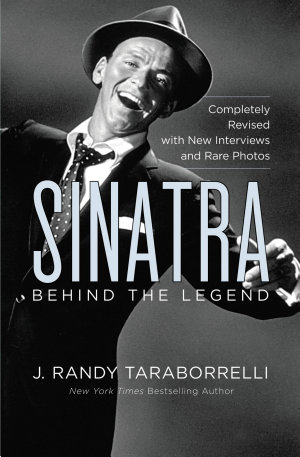 Completely
Revised
with New Interviews
and Rare Photos
SINATRA
BEHIND THE LEGEND
J. RANDY TARABORRELLI
New York Times Bestselling Author